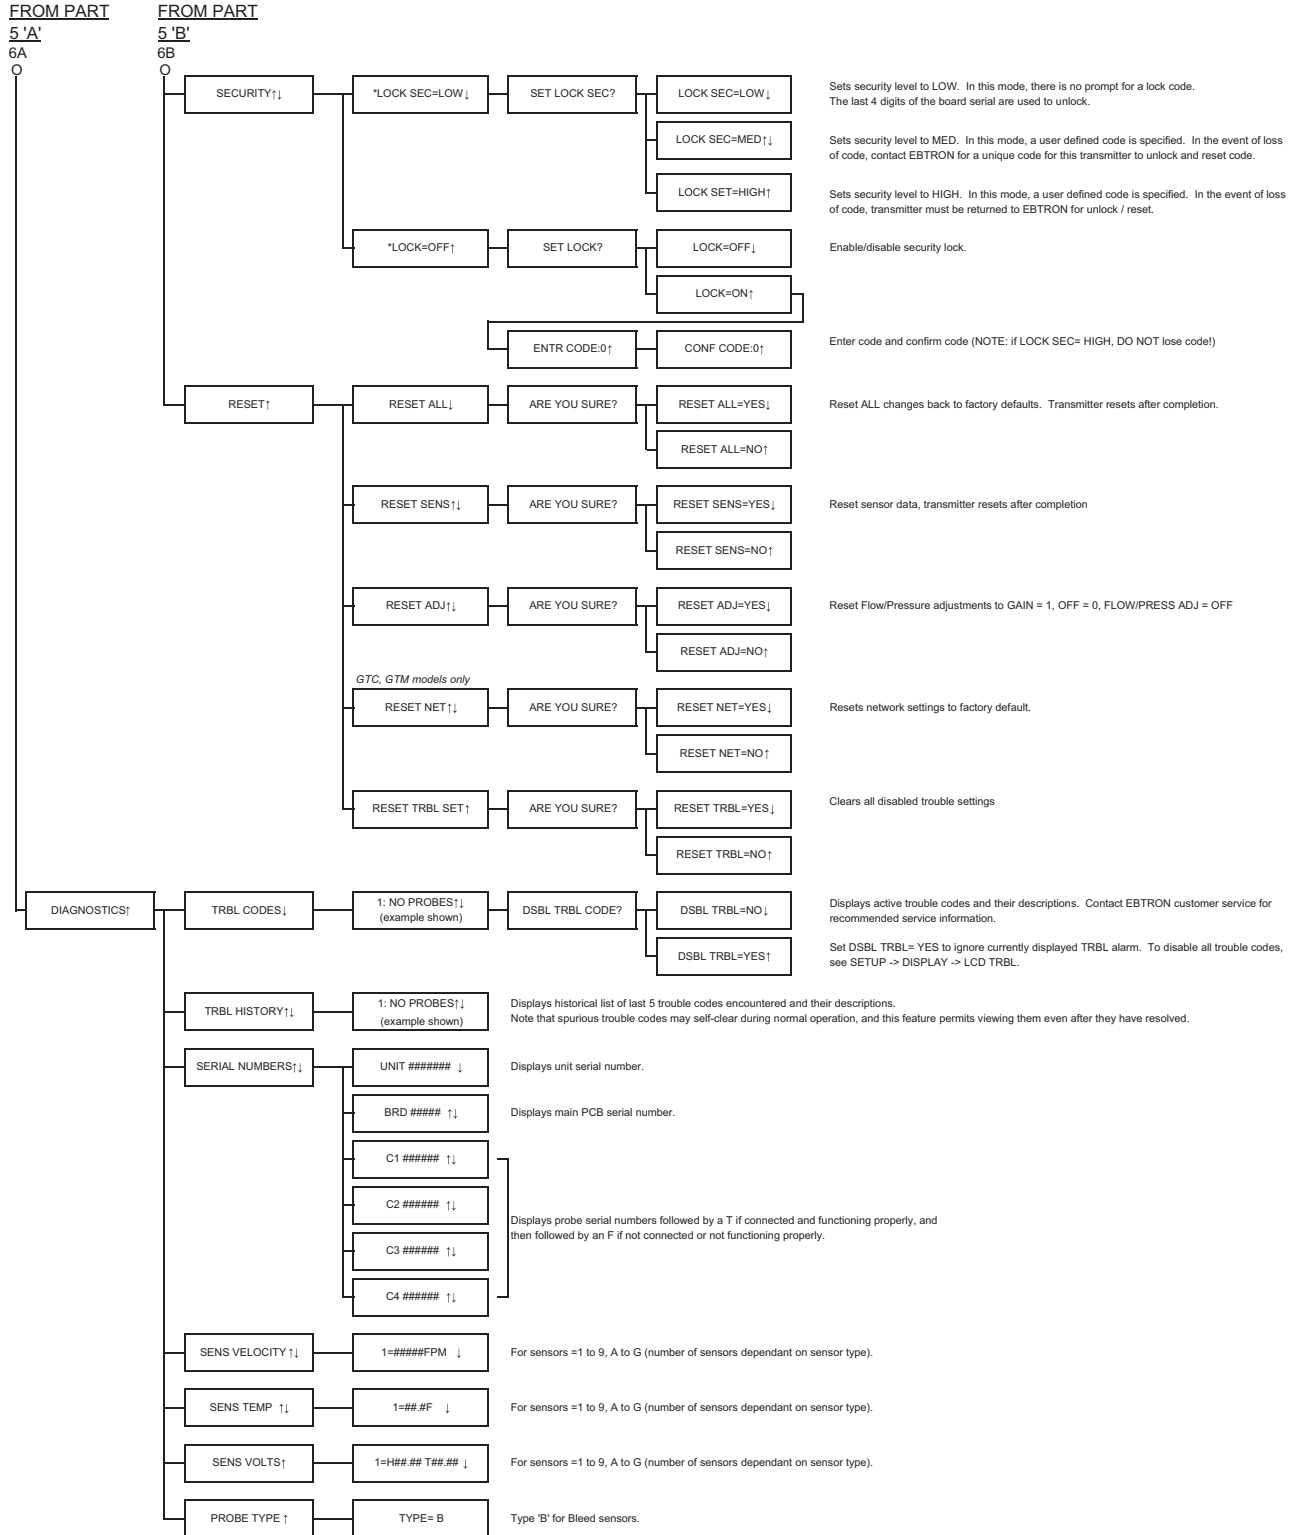 FROM PART
5 'A'
6A
O
FROM PART
5 'B'
6B
O
SECURITY↑↓
*LOCK SEC=LOW↓
SET LOCK SEC?
LOCK SEC=LOW↓
Sets security level to LOW. In this mode, there is no prompt for a lock code.
The last 4 digits of the board serial are used to unlock.
LOCK SEC=MED↑↓
Sets security level to MED. In this mode, a user defined code is specified. In the event of loss
of code, contact EBTRON for a unique code for this transmitter to unlock and reset code.
LOCK SET=HIGH↑
Sets security level to HIGH. In this mode, a user defined code is specified. In the event of loss
of code, transmitter must be returned to EBTRON for unlock / reset.
*LOCK=OFF↑
SET LOCK?
LOCK=OFF↓
Enable/disable security lock.
LOCK=ON↑
ENTR CODE:0↑
CONF CODE:0↑
Enter code and confirm code (NOTE: if LOCK SEC= HIGH, DO NOT lose code!)
RESET↑
RESET ALL↓
ARE YOU SURE?
RESET ALL=YES↓
Reset ALL changes back to factory defaults. Transmitter resets after completion.
RESET ALL=NO↑
RESET SENS↑↓
ARE YOU SURE?
RESET SENS=YES↓
Reset sensor data, transmitter resets after completion
RESET SENS=NO↑
RESET ADJ↑↓
ARE YOU SURE?
RESET ADJ=YES↓
Reset Flow/Pressure adjustments to GAIN = 1, OFF = 0, FLOW/PRESS ADJ = OFF
RESET ADJ=NO↑
GTC, GTM models only
RESET NET↑↓
ARE YOU SURE?
RESET NET=YES↓
Resets network settings to factory default.
RESET NET=NO↑
RESET TRBL SET↑
ARE YOU SURE?
RESET TRBL=YES↓
Clears all disabled trouble settings
RESET TRBL=NO↑
DIAGNOSTICS↑
TRBL CODES↓
1: NO PROBES↑↓
(example shown)
DSBL TRBL CODE?
DSBL TRBL=NO↓
Displays active trouble codes and their descriptions. Contact EBTRON customer service for
recommended service information.
DSBL TRBL=YES↑
Set DSBL TRBL= YES to ignore currently displayed TRBL alarm. To disable all trouble codes,
see SETUP -> DISPLAY -> LCD TRBL.
TRBL HISTORY↑↓
1: NO PROBES↑↓
(example shown)
Displays historical list of last 5 trouble codes encountered and their descriptions.
Note that spurious trouble codes may self-clear during normal operation, and this feature permits viewing them even after they have resolved.
SERIAL NUMBERS↑↓
UNIT ####### ↓
Displays unit serial number.
BRD ##### ↑↓
Displays main PCB serial number.
C1 ###### ↑↓
C2 ###### ↑↓
Displays probe serial numbers followed by a T if connected and functioning properly, and
then followed by an F if not connected or not functioning properly.
C3 ###### ↑↓
C4 ###### ↑↓
SENS VELOCITY↑↓
1=#####FPM ↓
For sensors =1 to 9, A to G (number of sensors dependant on sensor type).
SENS TEMP ↑↓
1=##.#F ↓
For sensors =1 to 9, A to G (number of sensors dependant on sensor type).
SENS VOLTS↑
1=H##.## T##.## ↓
For sensors =1 to 9, A to G (number of sensors dependant on sensor type).
PROBE TYPE ↑
TYPE= B
Type 'B' for Bleed sensors.